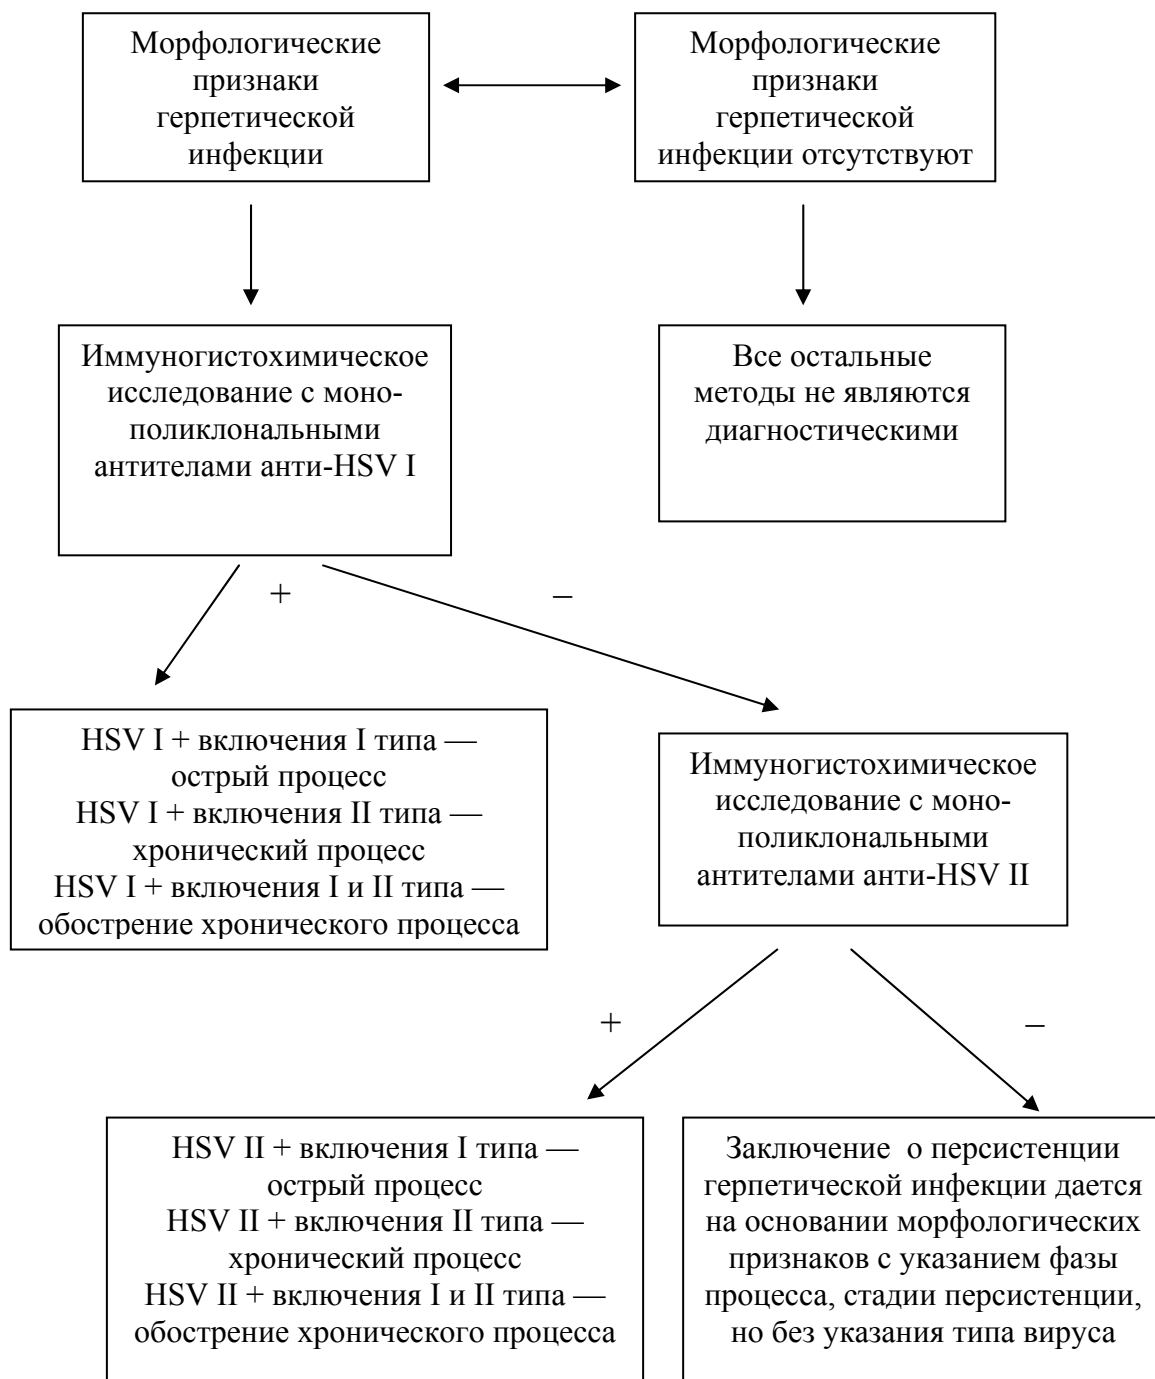 Морфологические
признаки
герпетической
инфекции
Морфологические
признаки
герпетической
инфекции отсутствуют
Иммуногистохимическое
исследование с моно-
поликлональными
антителами анти-HSV I
Все остальные
методы не являются
диагностическими
+
–
HSV I + включения I типа —
острый процесс
HSV I + включения II типа —
хронический процесс
HSV I + включения I и II типа —
обострение хронического процесса
Иммуногистохимическое
исследование с моно-
поликлональными
антителами анти-HSV II
+
–
HSV II + включения I типа —
острый процесс
HSV II + включения II типа —
хронический процесс
HSV II + включения I и II типа —
обострение хронического процесса
Заключение о персистенции
герпетической инфекции дается
на основании морфологических
признаков с указанием фазы
процесса, стадии персистенции,
но без указания типа вируса